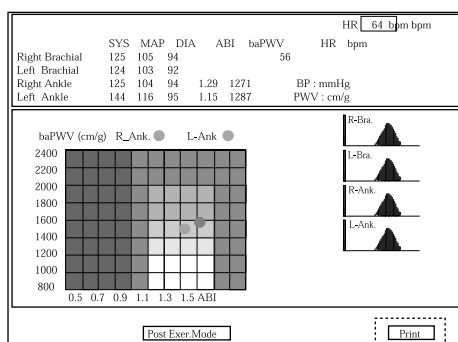 HR 64 bpm bpm
SYS MAP DIA ABI baPWV HR bpm
Right Brachial 125 105 94 56
Left Brachial 124 103 92
Right Ankle 125 104 94 1.29 1271 BP : mmHg
Left Ankle 144 116 95 1.15 1287 PWV : cm/g
baPWV (cm/g) R_Ank. L-Ank
2400
2200
2000
1800
1600
1400
1200
1000
800
0.5 0.7 0.9 1.1 1.3 1.5 ABI
R-Bra.
L-Bra.
R-Ank.
L-Ank.
Post Exer.Mode
Print